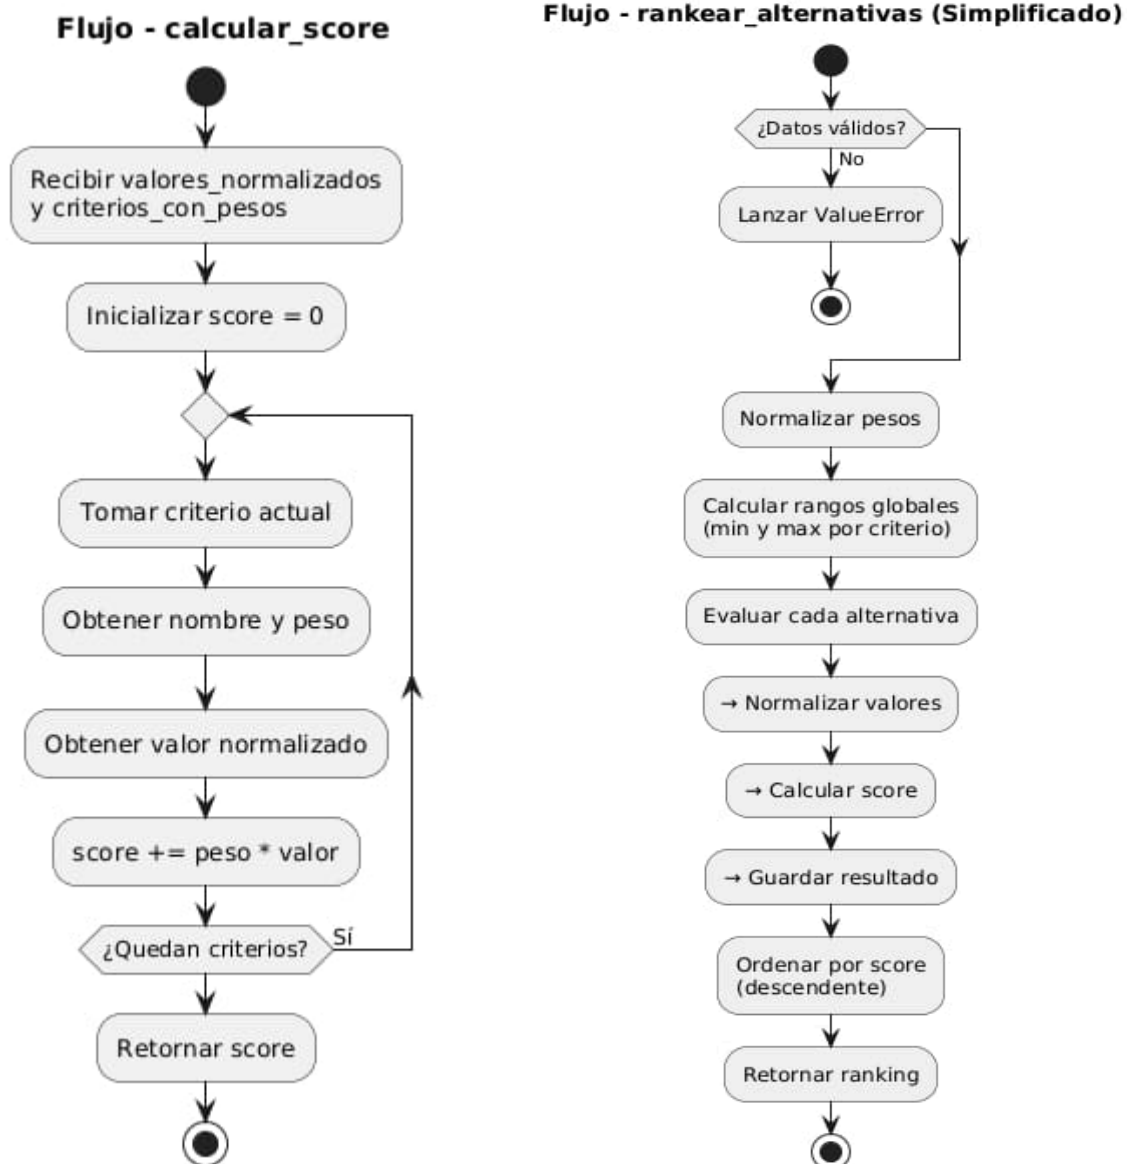 Flujo - calcular_score
Recibir valores_normalizados
y criterios_con_pesos
Inicializar score = 0
Tomar criterio actual
Obtener nombre y peso
Obtener valor normalizado
score += peso * valor
¿Quedan criterios?
Sí
Retornar score
Flujo - rankear_alternativas (Simplificado)
¿Datos válidos?
No
Lanzar ValueError
Normalizar pesos
Calcular rangos globales
(min y max por criterio)
Evaluar cada alternativa
→ Normalizar valores
→ Calcular score
→ Guardar resultado
Ordenar por score
(descendente)
Retornar ranking